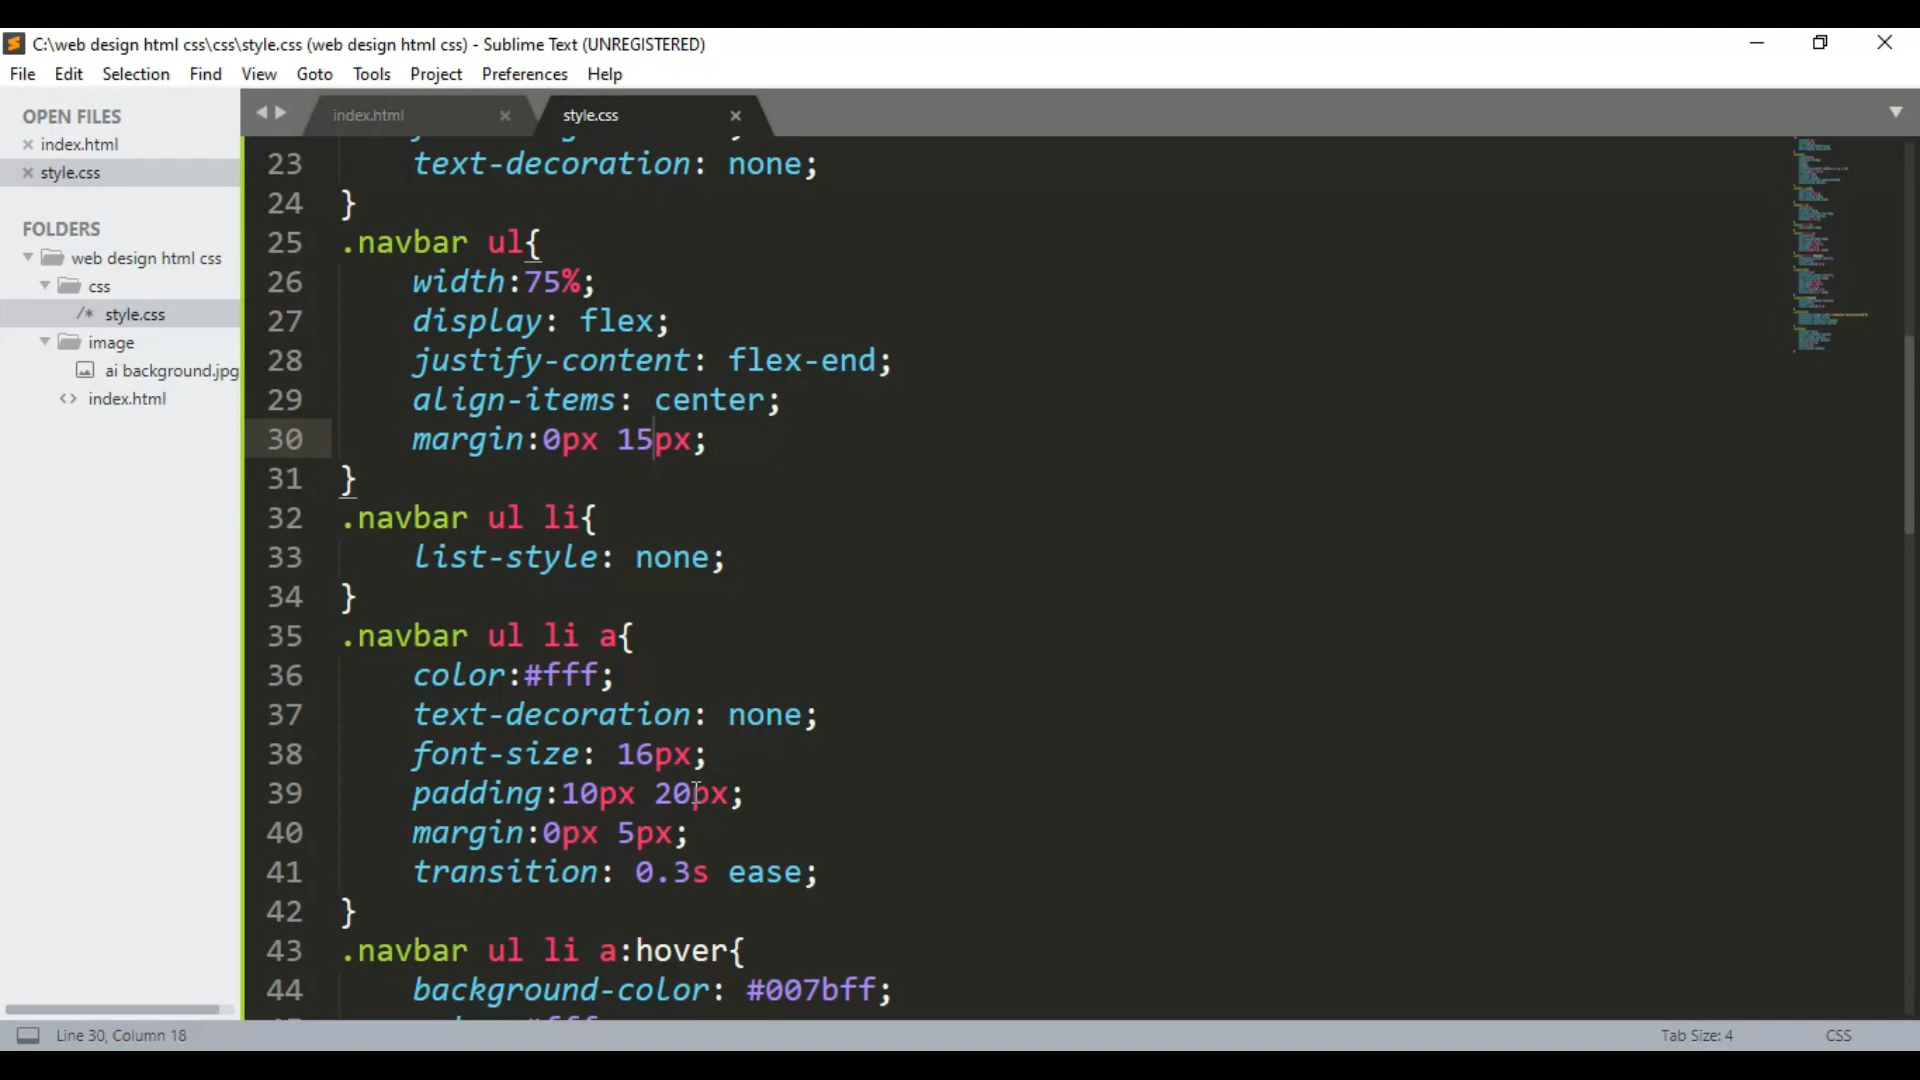 C:\web design html css\css\style.css (web design html css) - Sublime Text (UNREGISTERED)
File Edit Selection Find View Goto Tools Project Preferences Help
OPEN FILES
index.html
style.css
FOLDERS
web design html css
css
/* style.css
image
ai background.jpg
<> index.html
index.html
style.css
23 text-decoration: none;
24 }
25 .navbar ul{
26 width:75%;
27 display: flex;
28 justify-content: flex-end;
29 align-items: center;
30 margin:0px 15px;
31 }
32 .navbar ul li{
33 list-style: none;
34 }
35 .navbar ul li a{
36 color:#fff;
37 text-decoration: none;
38 font-size: 16px;
39 padding:10px 20px;
40 margin:0px 5px;
41 transition: 0.3s ease;
42 }
43 .navbar ul li a:hover{
44 background-color: #007bff;
Line 30, Column 18
Tab Size: 4
CSS